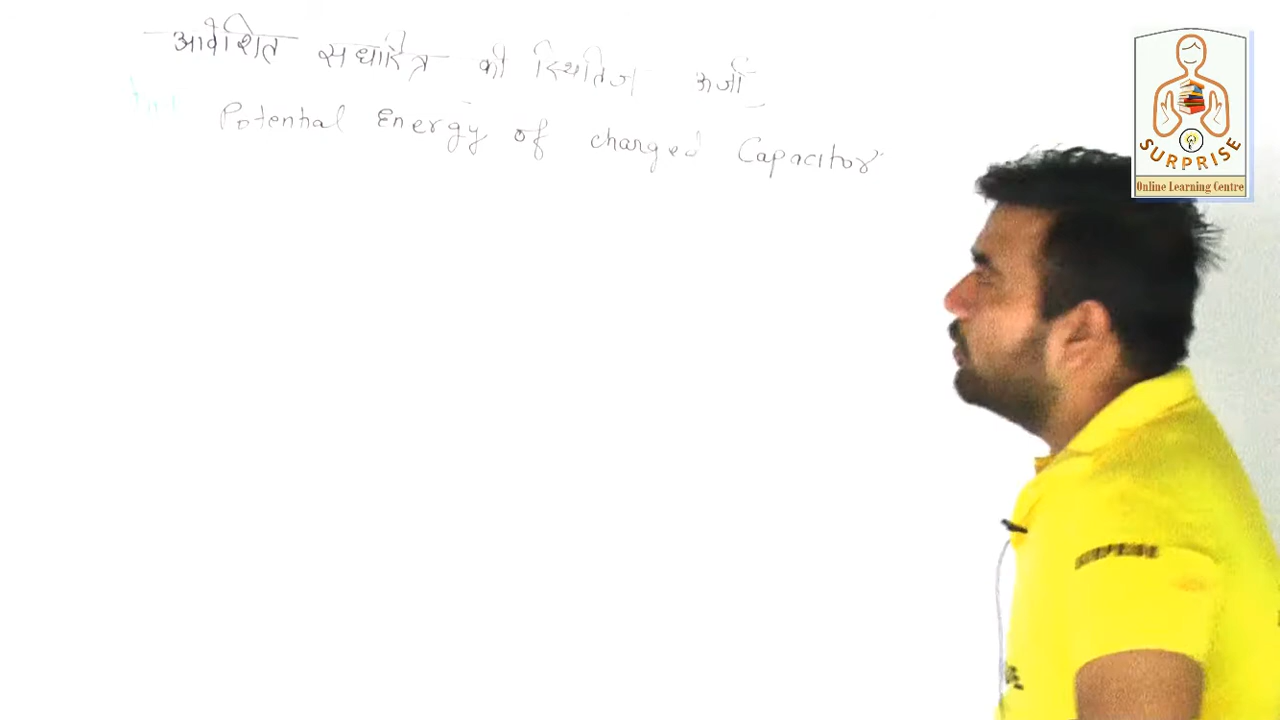 आवेशित संधारित्र की स्थितिज ऊर्जा
Potential Energy of charged Capacitor
SURPRISE
Online Learning Centre